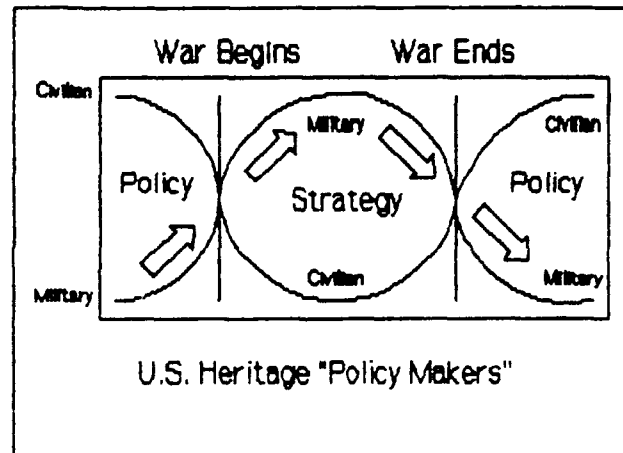 War Begins War Ends
Civilian Military Civilian
Policy Strategy Policy
Military Civilian Military
U.S. Heritage "Policy Makers"